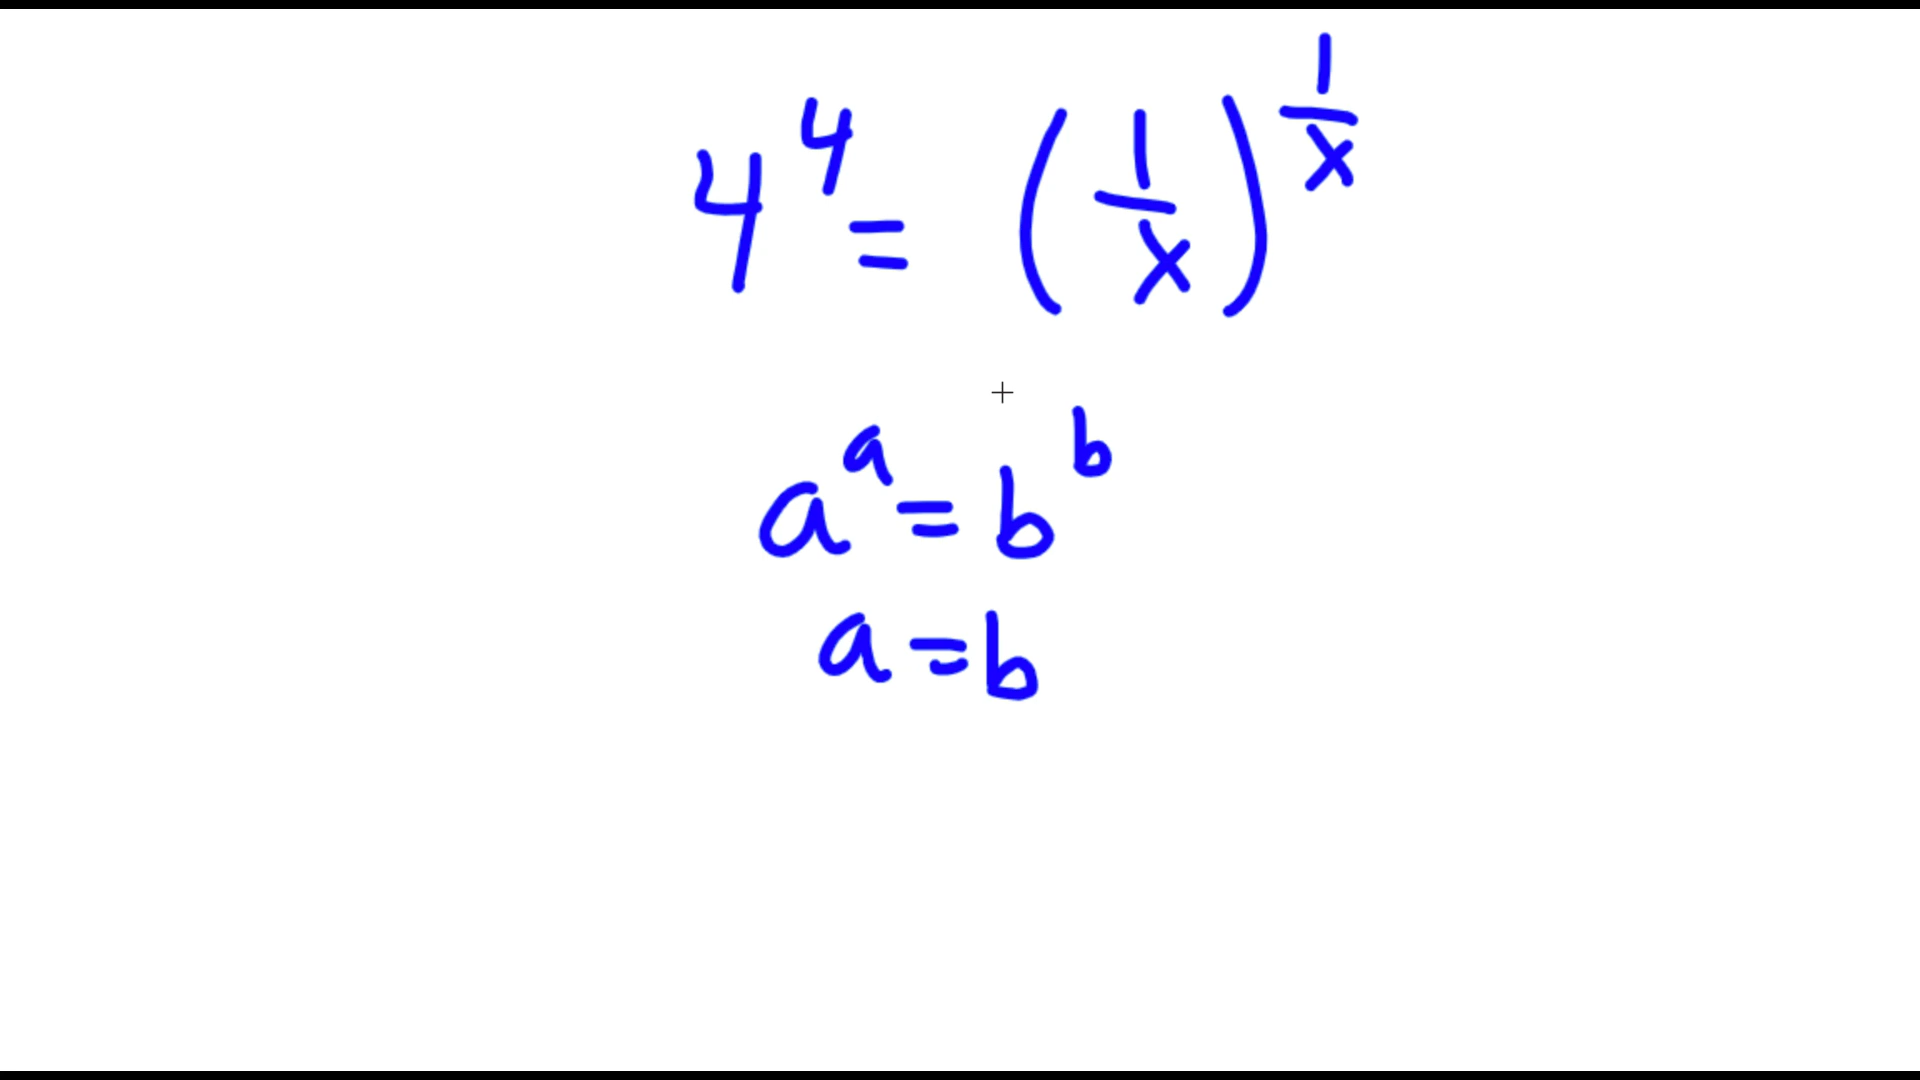 4^4 = (1/x)^(1/x)
a^a = b^b
a = b